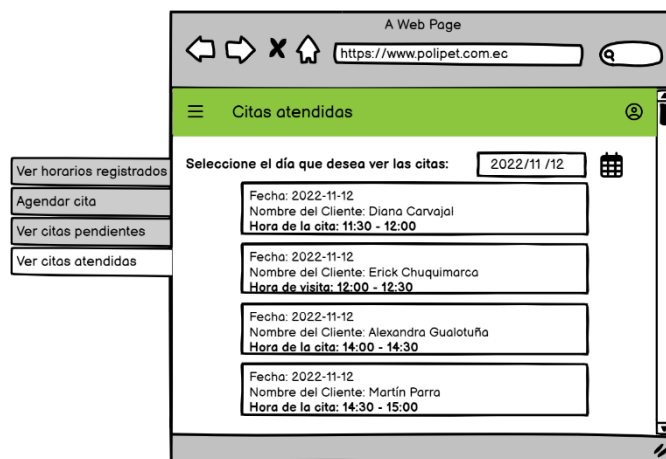 A Web Page
https://www.polipet.com.ec
Citas atendidas
Ver horarios registrados
Agendar cita
Ver citas pendientes
Ver citas atendidas
Seleccione el día que desea ver las citas:
2022/11 /12
Fecha: 2022-11-12
Nombre del Cliente: Diana Carvajal
Hora de la cita: 11:30 - 12:00
Fecha: 2022-11-12
Nombre del Cliente: Erick Chuquimarca
Hora de visita: 12:00 - 12:30
Fecha: 2022-11-12
Nombre del Cliente: Alexandra Gualotuña
Hora de la cita: 14:00 - 14:30
Fecha: 2022-11-12
Nombre del Cliente: Martín Parra
Hora de la cita: 14:30 - 15:00